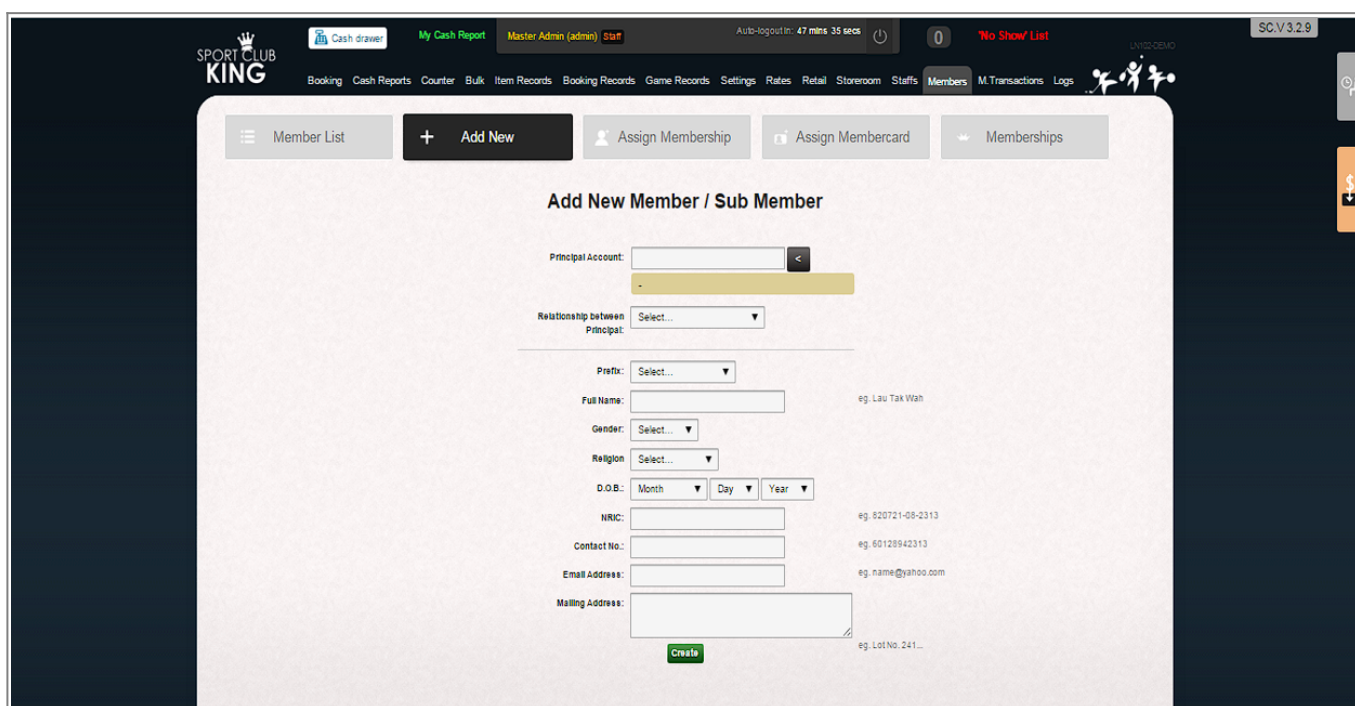 SPORT CLUB
KING
Cash drawer
My Cash Report
Master Admin (admin) Staff
Auto-logout in: 47 mins 35 secs
0
'No Show' List
LN102-DEMO
SC.V 3.2.9
Booking Cash Reports Counter Bulk Item Records Booking Records Game Records Settings Rates Retail Storeroom Staffs Members M.Transactions Logs
Member List
+ Add New
Assign Membership
Assign Membercard
Memberships
$
Add New Member / Sub Member
Principal Account: <
-
Relationship between Select... ▼
Principal:
Prefix: Select... ▼
Full Name: eg. Lau Tak Wah
Gender: Select... ▼
Religion Select... ▼
D.O.B.: Month ▼ Day ▼ Year ▼
NRIC: eg. 820721-08-2313
Contact No.: eg. 60128942313
Email Address: eg. name@yahoo.com
Mailing Address:
eg. Lot No. 241...
Create